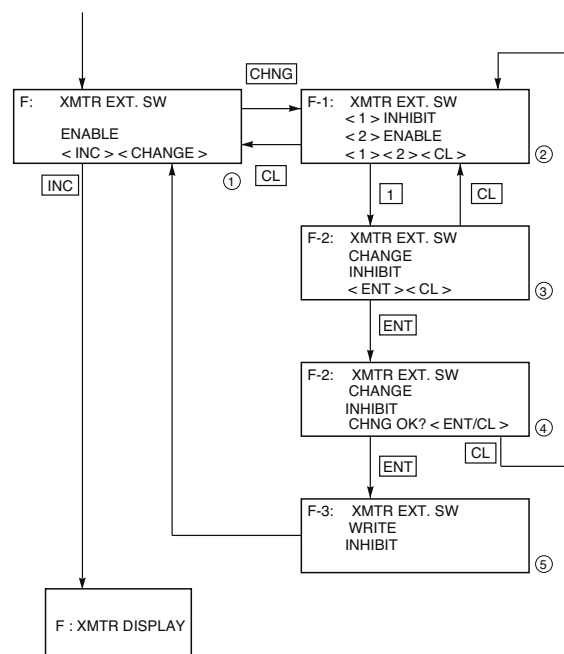 CHNG
F: XMTR EXT. SW
ENABLE
< INC > < CHANGE >
1
F-1: XMTR EXT. SW
< 1 > INHIBIT
< 2 > ENABLE
< 1 > < 2 > < CL >
2
CL
INC
1
CL
F-2: XMTR EXT. SW
CHANGE
INHIBIT
< ENT > < CL >
3
ENT
F-2: XMTR EXT. SW
CHANGE
INHIBIT
CHNG OK? < ENT/CL >
4
CL
ENT
F-3: XMTR EXT. SW
WRITE
INHIBIT
5
F : XMTR DISPLAY